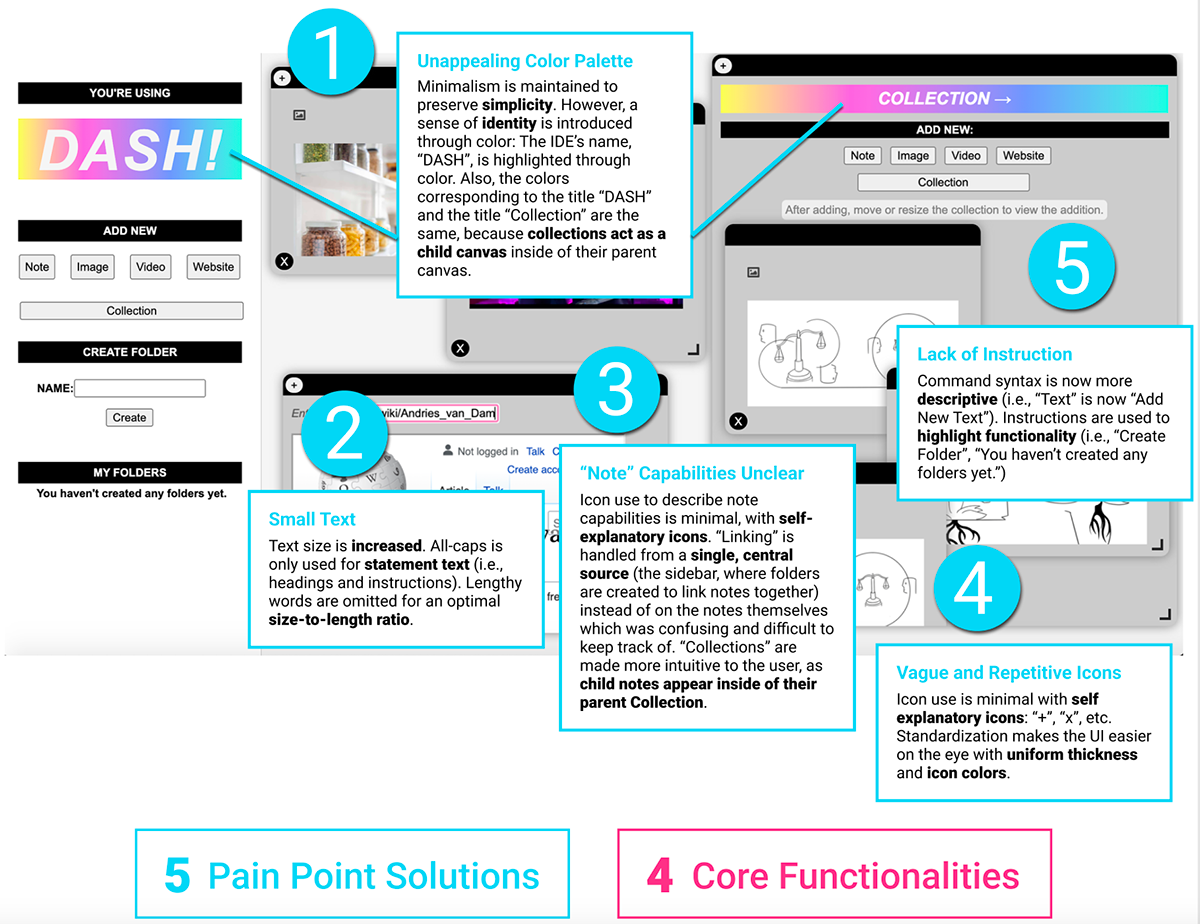 YOU'RE USING
DASH!
ADD NEW
Note Image Video Website
Collection
CREATE FOLDER
NAME:
Create
MY FOLDERS
You haven't created any folders yet.
1
+
Unappealing Color Palette
Minimalism is maintained to
preserve simplicity. However, a
sense of identity is introduced
through color: The IDE’s name,
“DASH”, is highlighted through
color. Also, the colors
corresponding to the title “DASH”
and the title “Collection” are the
same, because collections act as a
child canvas inside of their parent
canvas.
X
X
+
COLLECTION →
ADD NEW:
Note Image Video Website
Collection
After adding, move or resize the collection to view the addition.
X
5
Lack of Instruction
Command syntax is now more
descriptive (i.e., “Text” is now “Add
New Text”). Instructions are used to
highlight functionality (i.e., “Create
Folder”, “You haven’t created any
folders yet.”)
+
wiki/Andries_van_Dam
Not logged in Talk
Article Talk
2
Small Text
Text size is increased. All-caps is
only used for statement text (i.e.,
headings and instructions). Lengthy
words are omitted for an optimal
size-to-length ratio.
3
“Note” Capabilities Unclear
Icon use to describe note
capabilities is minimal, with self-
explanatory icons. “Linking” is
handled from a single, central
source (the sidebar, where folders
are created to link notes together)
instead of on the notes themselves
which was confusing and difficult to
keep track of. “Collections” are
made more intuitive to the user, as
child notes appear inside of their
parent Collection.
4
Vague and Repetitive Icons
Icon use is minimal with self
explanatory icons: “+”, “x”, etc.
Standardization makes the UI easier
on the eye with uniform thickness
and icon colors.
5 Pain Point Solutions
4 Core Functionalities